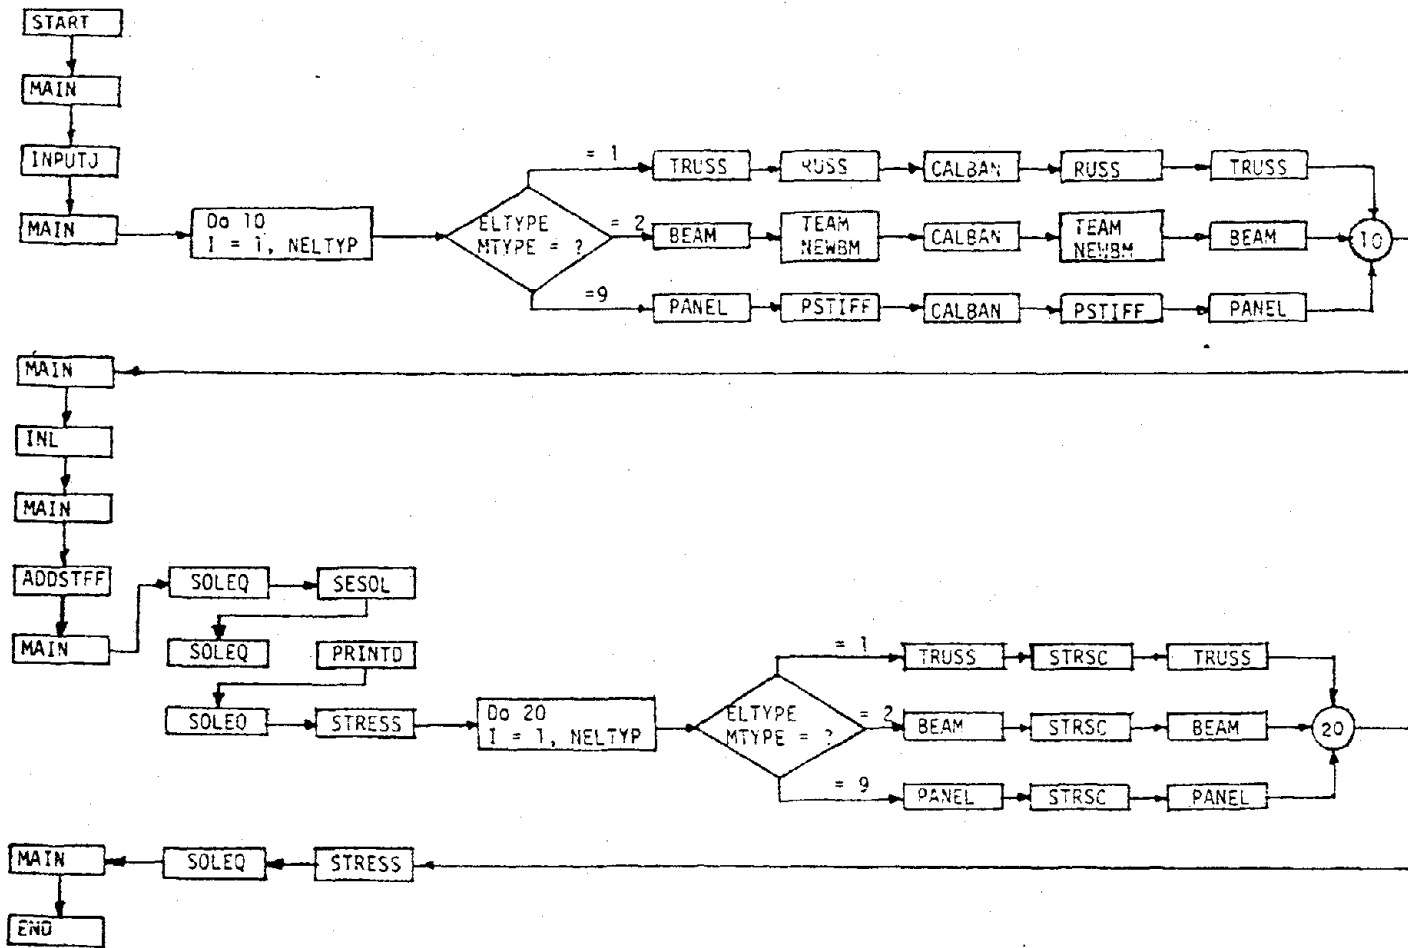 START
MAIN
INPUTJ
MAIN
Do 10
I = 1, NELTYP
ELTYPE
MTYPE = ?
= 1
TRUSS
RUSS
CALBAN
RUSS
TRUSS
= 2
BEAM
TEAM
NEWBM
CALBAN
TEAM
NEWBM
BEAM
10
=9
PANEL
PSTIFF
CALBAN
PSTIFF
PANEL
MAIN
INL
MAIN
ADDSTFF
MAIN
SOLEQ
SESOL
SOLEQ
PRINTD
SOLEQ
STRESS
Do 20
I = 1, NELTYP
ELTYPE
MTYPE = ?
= 1
TRUSS
STRSC
TRUSS
= 2
BEAM
STRSC
BEAM
20
= 9
PANEL
STRSC
PANEL
MAIN
SOLEQ
STRESS
END